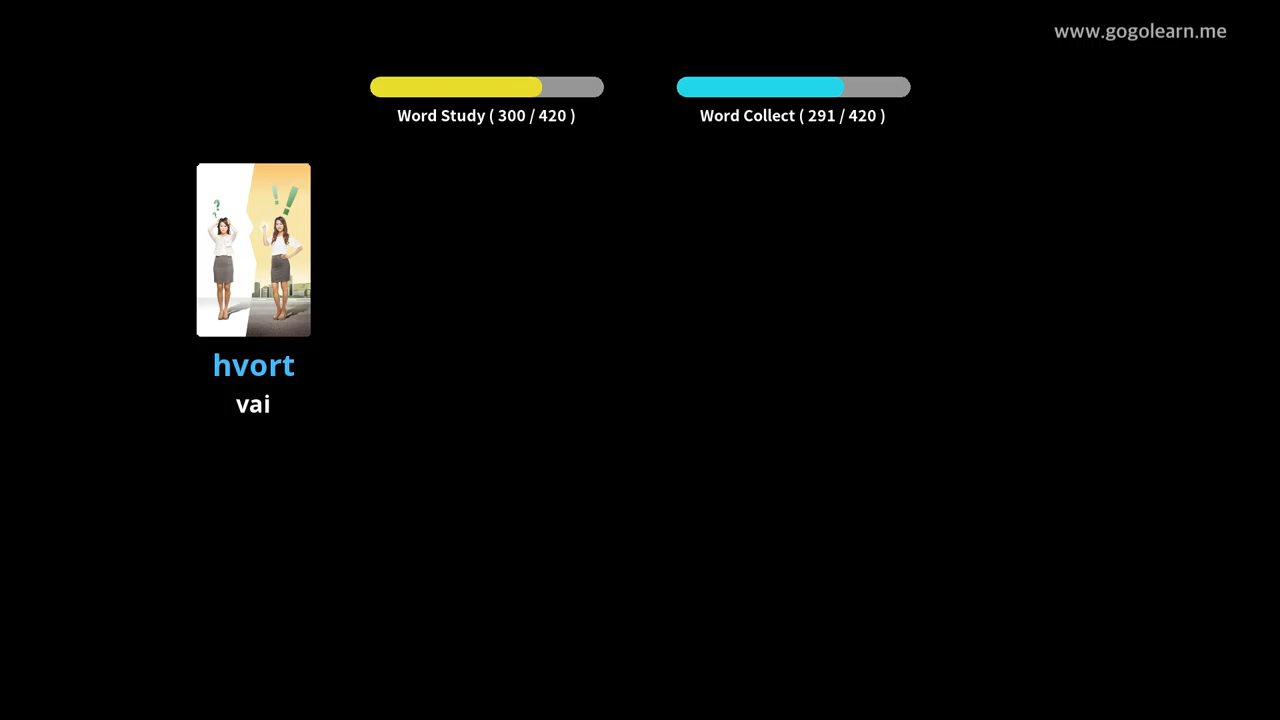 www.gogolearn.me
Word Study ( 300 / 420 )
Word Collect ( 291 / 420 )
? ?
! !
hvort
vai